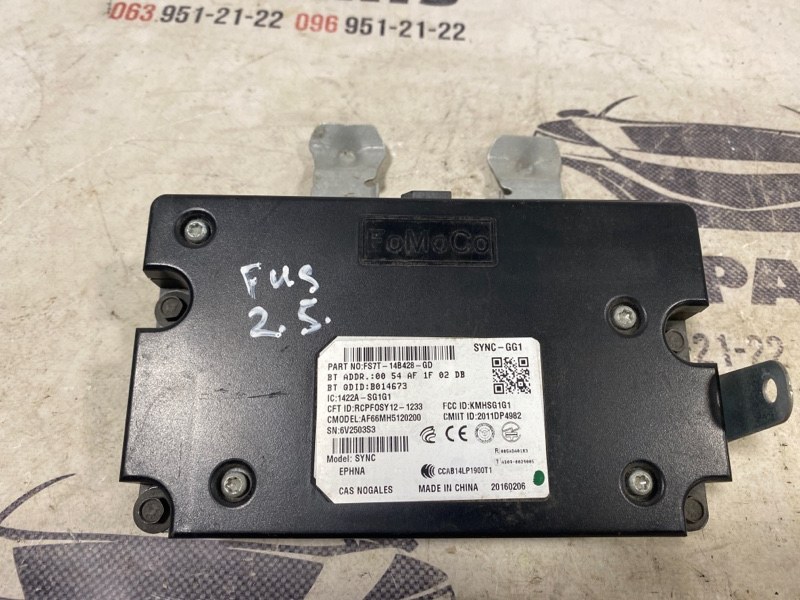 063 951-21-22 096 951-21-22
FoMoCo
FUS
2.5.
SYNC-GG1
PART NO:FS7T-14B428-GD
BT ADDR.:00 54 AF 1F 02 DB
BT QDID:B014673
IC:1422A-SG1G1
CFT ID:RCPFOSY12-1233
FCC ID:KMHSG1G1
CMODEL:AF66MH5120200
CMIIT ID:2011DP4982
SN:6V2503S3
Model: SYNC
EPHNA
CCAB14LP1900T1
CAS NOGALES
MADE IN CHINA
20160206
951-21-22